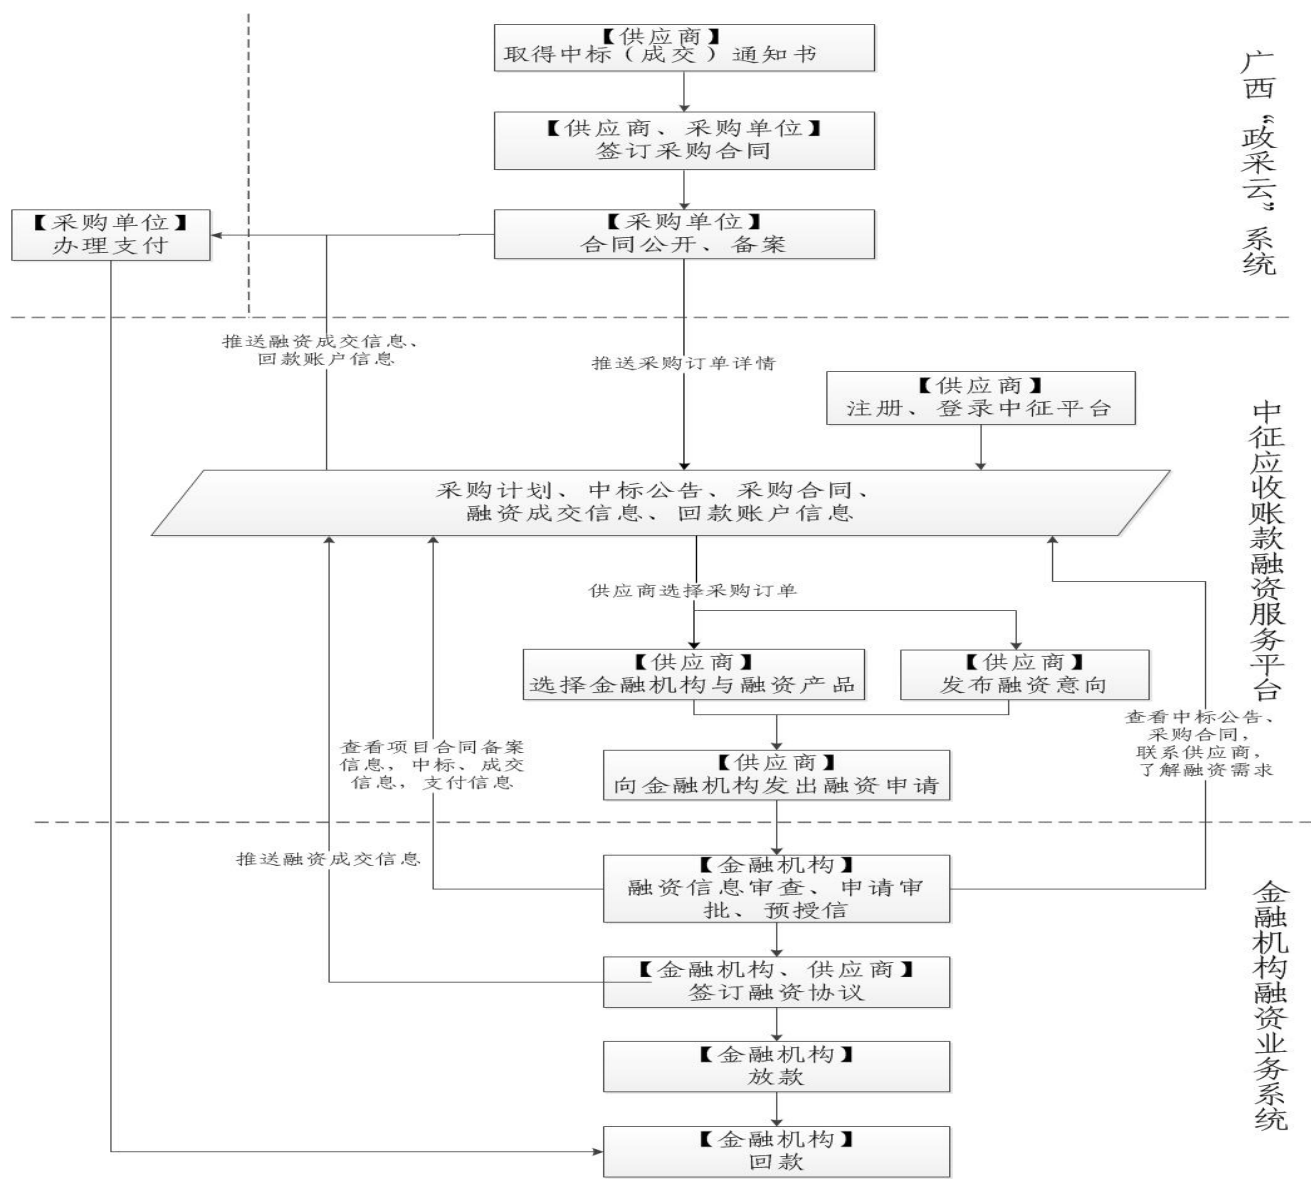 【供应商】
取得中标（成交）通知书
【供应商、采购单位】
签订采购合同
【采购单位】
办理支付
【采购单位】
合同公开、备案
广西“政采云”系统
推送融资成交信息、
回款账户信息
推送采购订单详情
【供应商】
注册、登录中征平台
采购计划、中标公告、采购合同、
融资成交信息、回款账户信息
供应商选择采购订单
【供应商】
选择金融机构与融资产品
【供应商】
发布融资意向
中征应收账款融资服务平台
查看项目合同备案
信息，中标、成交
信息，支付信息
【供应商】
向金融机构发出融资申请
查看中标公告、
采购合同，
联系供应商，
了解融资需求
推送融资成交信息
【金融机构】
融资信息审查、申请审
批、预授信
【金融机构、供应商】
签订融资协议
【金融机构】
放款
【金融机构】
回款
金融机构融资业务系统